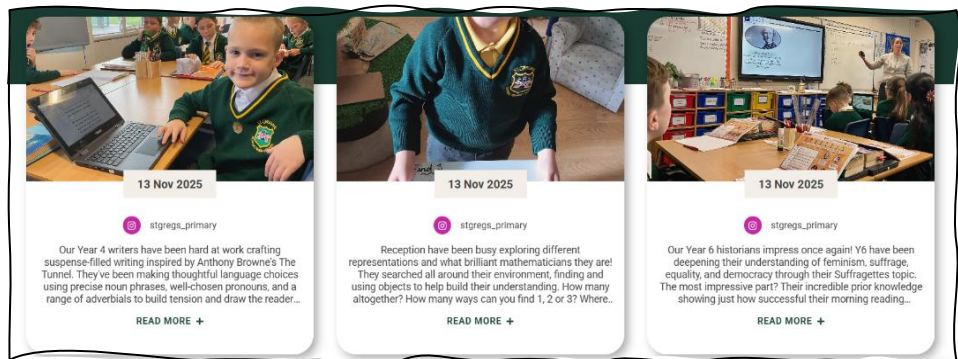 13 Nov 2025
stgregs_primary
Our Year 4 writers have been hard at work crafting
suspense-filled writing inspired by Anthony Browne's The
Tunnel. They've been making thoughtful language choices
using precise noun phrases, well-chosen pronouns, and a
range of adverbials to build tension and draw the reader...
READ MORE +
13 Nov 2025
stgregs_primary
Reception have been busy exploring different
representations and what brilliant mathematicians they are!
They searched all around their environment, finding and
using objects to help build their understanding. How many
altogether? How many ways can you find 1, 2 or 3? Where..
READ MORE +
13 Nov 2025
stgregs_primary
Our Year 6 historians impress once again! Y6 have been
deepening their understanding of feminism, suffrage,
equality, and democracy through their Suffragettes topic.
The most impressive part? Their incredible prior knowledge
showing just how successful their morning reading...
READ MORE +